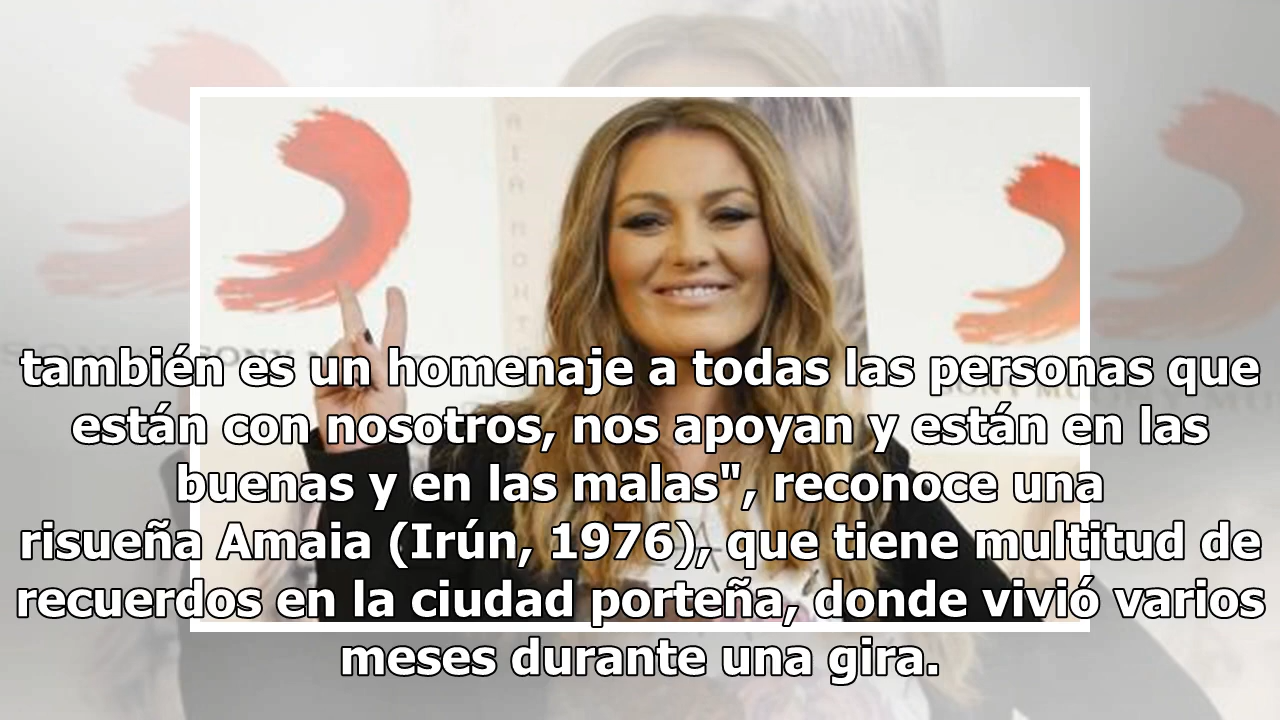 también es un homenaje a todas las personas que
están con nosotros, nos apoyan y están en las
buenas y en las malas", reconoce una
risueña Amaia (Irún, 1976), que tiene multitud de
recuerdos en la ciudad porteña, donde vivió varios
meses durante una gira.